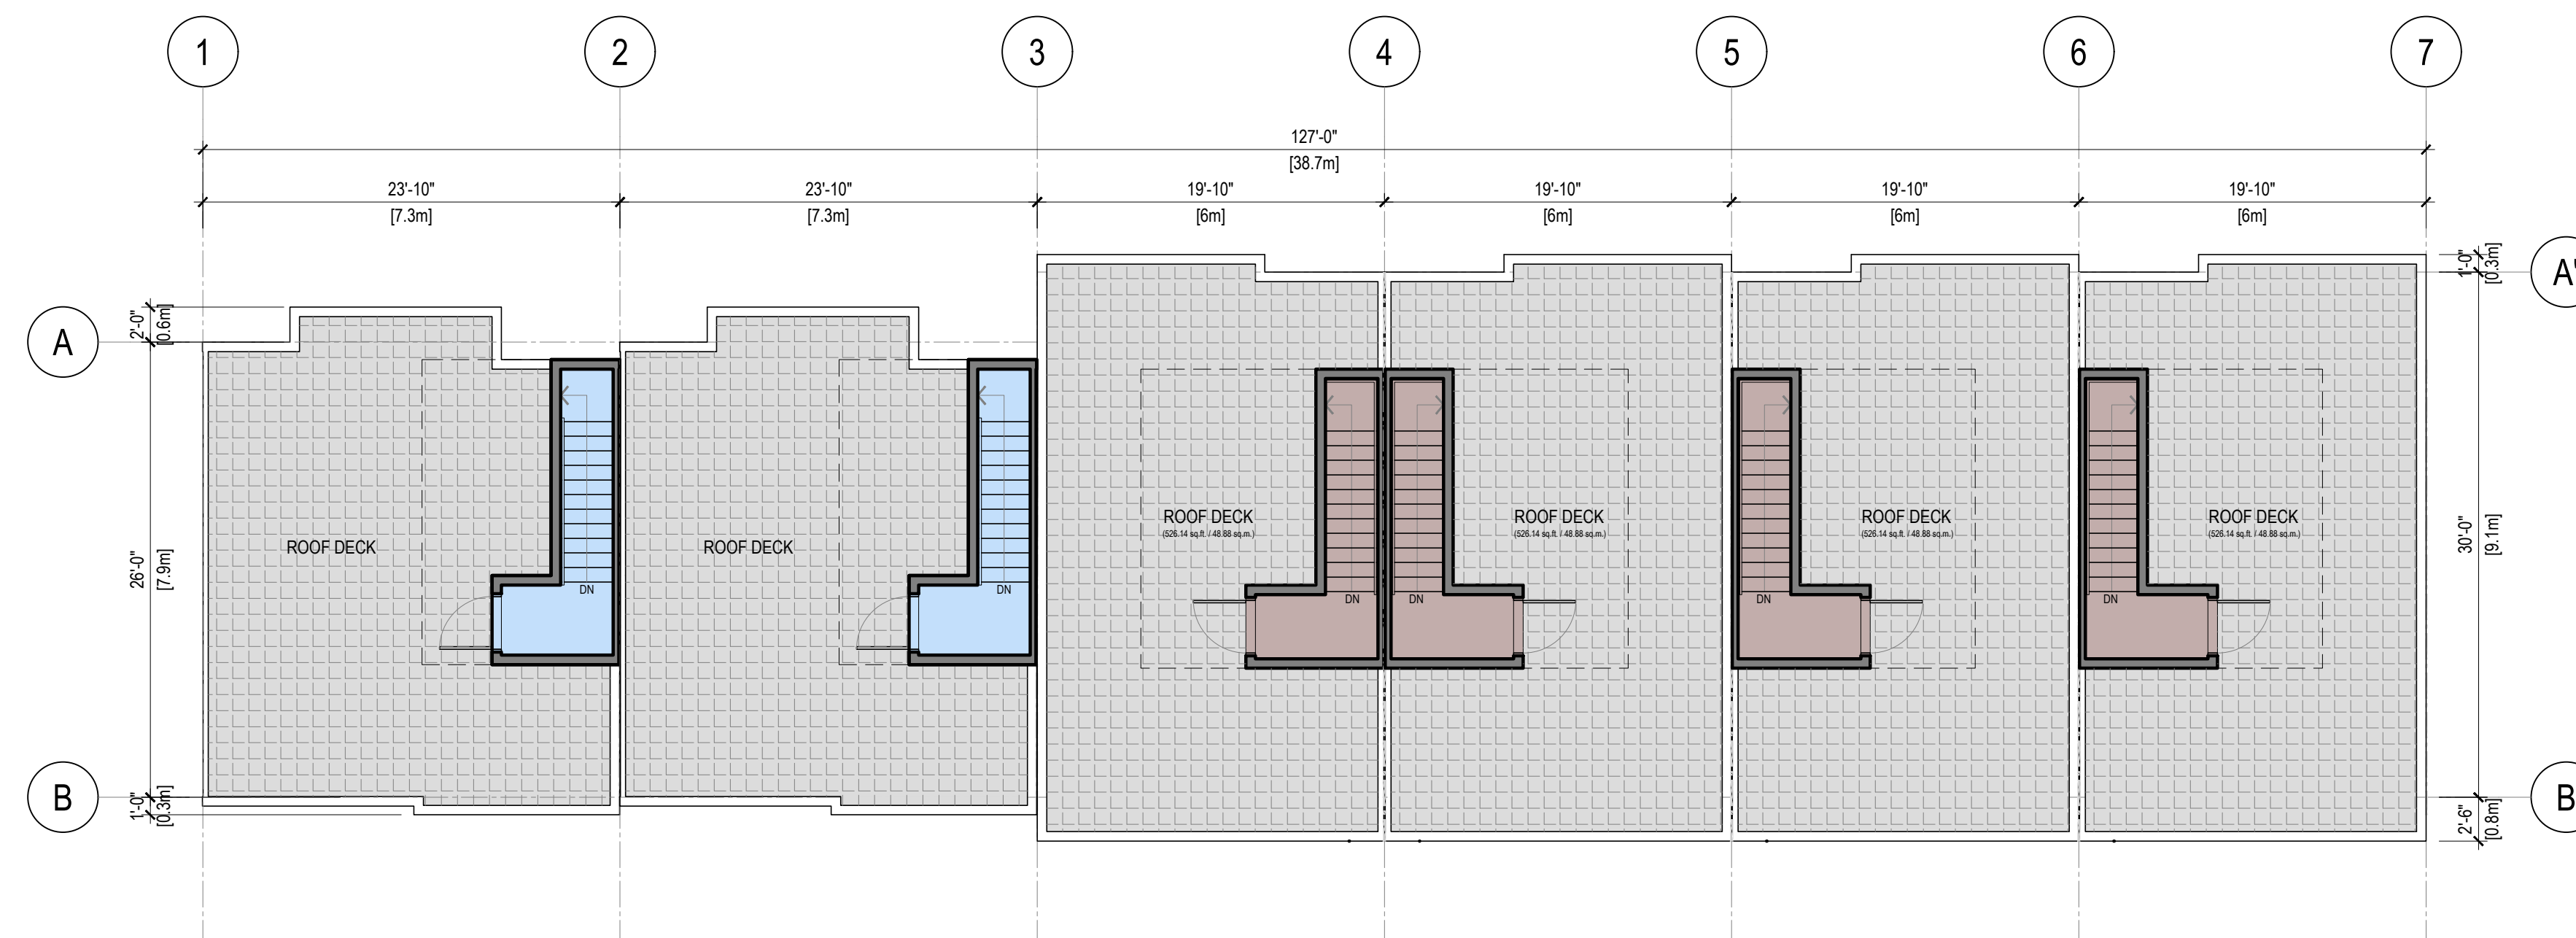 1 2 3 4 5 6 7
127'-0"
[38.7m]
23'-10" 23'-10" 19'-10" 19'-10" 19'-10" 19'-10"
[7.3m] [7.3m] [6m] [6m] [6m] [6m]
1'-0"
[0.3m]
A'
2'-0"
[0.6m]
A
ROOF DECK ROOF DECK ROOF DECK ROOF DECK
(526.14 sq.ft. / 48.88 sq.m.) (526.14 sq.ft. / 48.88 sq.m.) (526.14 sq.ft. / 48.88 sq.m.) (526.14 sq.ft. / 48.88 sq.m.)
30'-0"
[9.1m]
ROOF DECK ROOF DECK
26'-0"
[7.9m]
DN DN
DN DN DN DN
B
1'-0"
[0.3m]
B
2'-6"
[0.8m]